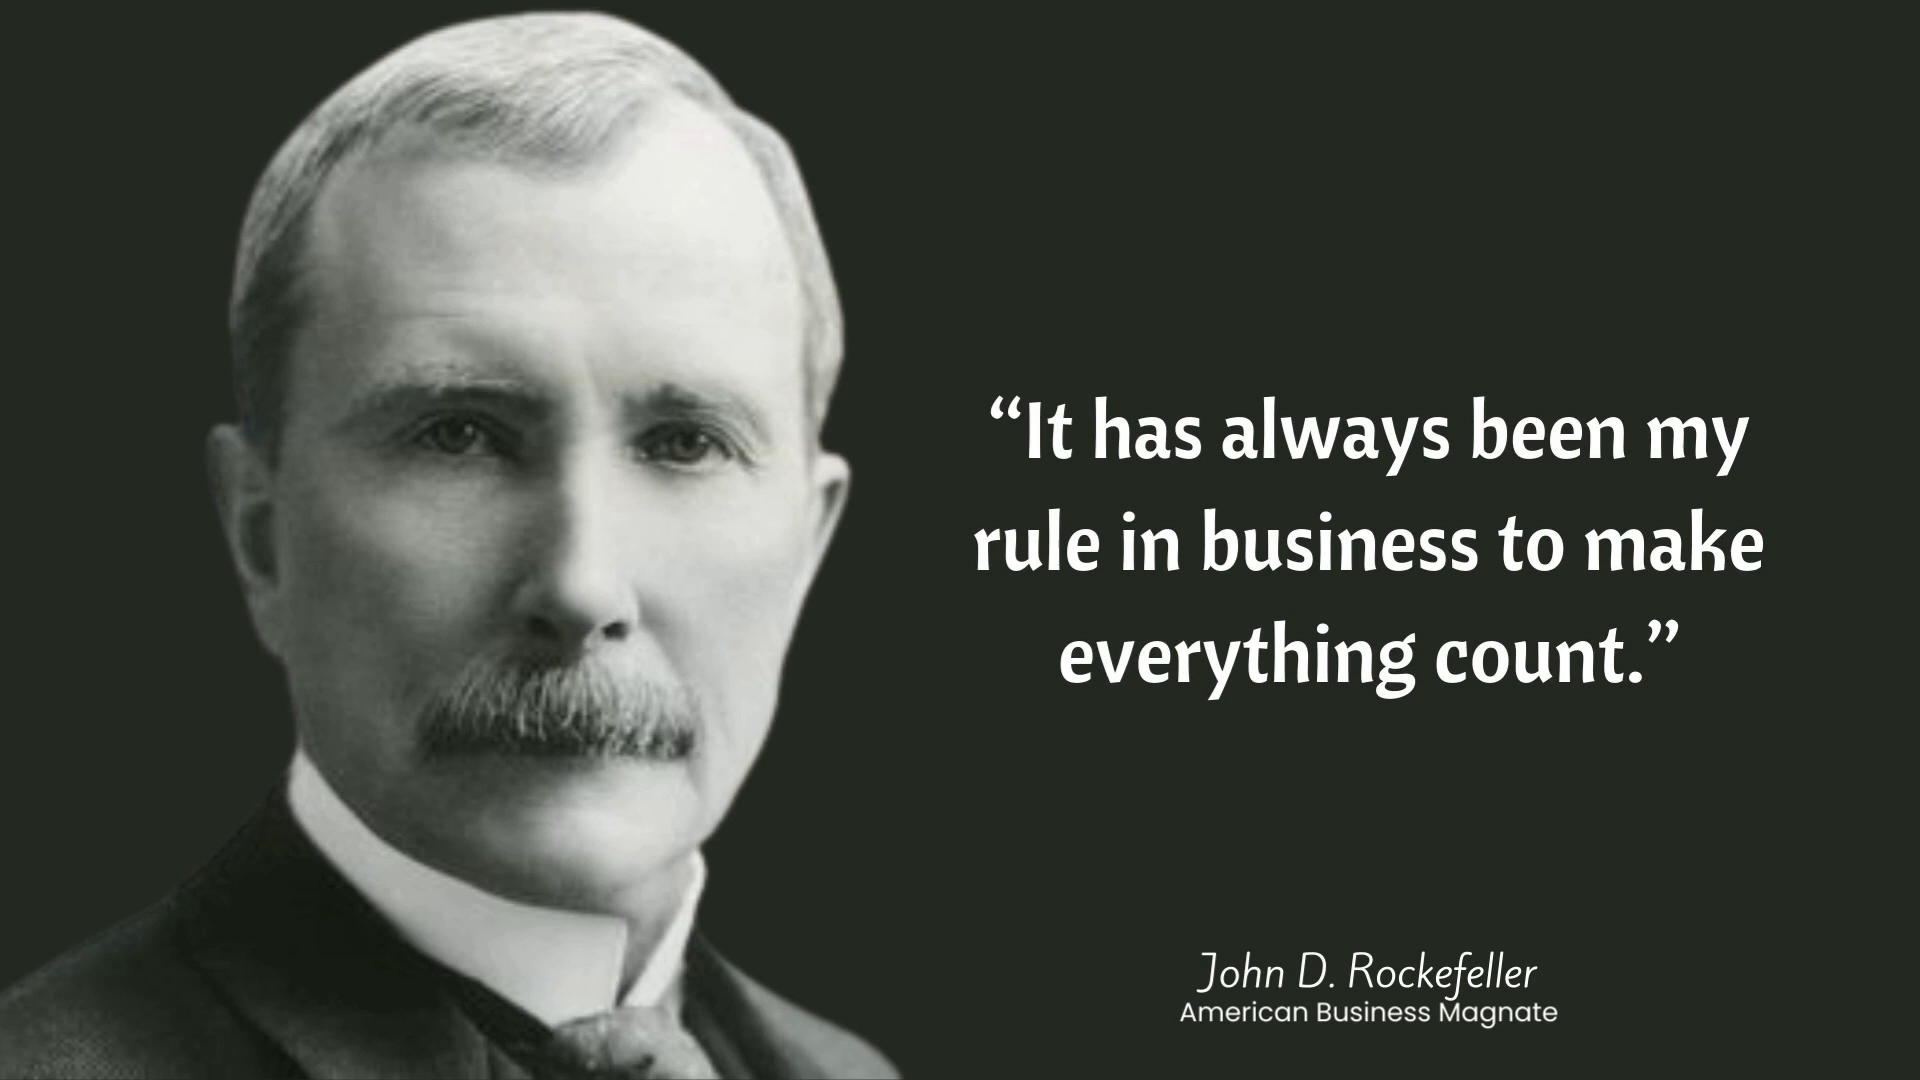 “It has always been my
rule in business to make
everything count.”
John D. Rockefeller
American Business Magnate